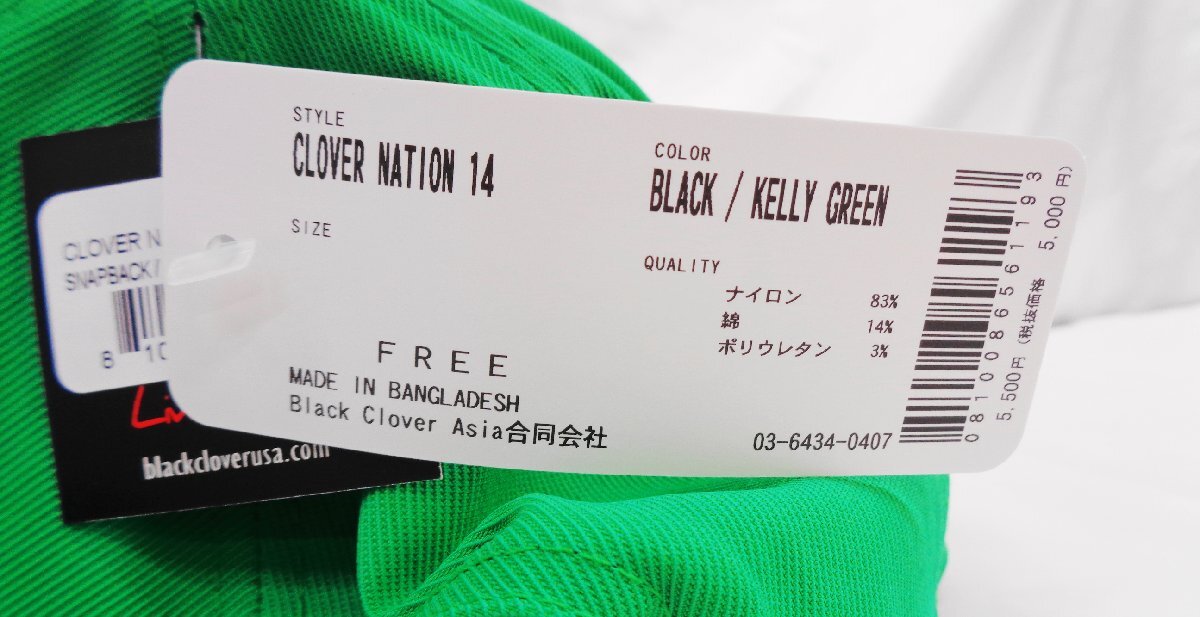 STYLE
CLOVER NATION 14
COLOR
BLACK / KELLY GREEN
SIZE
QUALITY
ナイロン 83%
綿 14%
ポリウレタン 3%
FREE
MADE IN BANGLADESH
Black Clover Asia合同会社
03-6434-0407
0810086561193
5,500円 (税抜価格 5,000円)
CLOVER
SNAPBACK
8 10
blackcloverusa.com